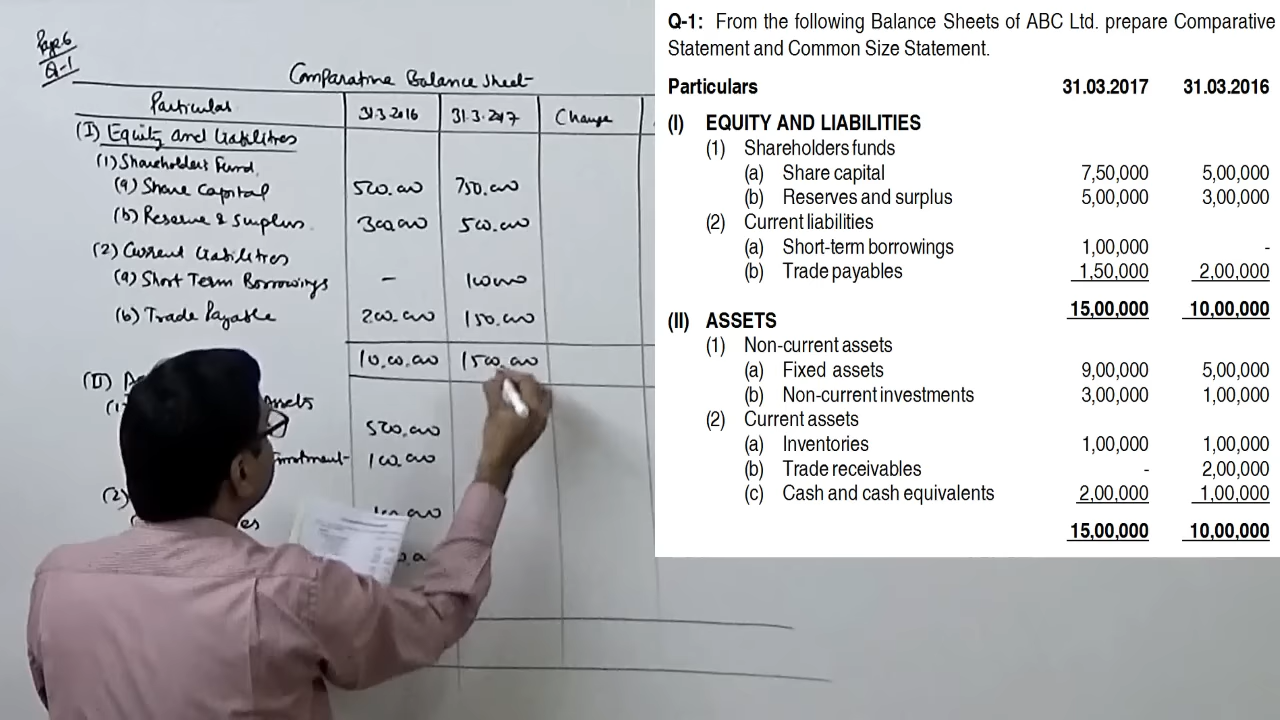 Page 6
Q-1
Comparative Balance Sheet
Particulars 31.3.2016 31.3.2017 Change
(I) Equity and Liabilities
(1) Shareholders Fund.
(a) Share Capital 500.000 750.000
(b) Reserve & Surplus. 300.000 500.000
(2) Current Liabilities
(a) Short Term Borrowings - 100000
(b) Trade Payable 200.000 150.000
10.00.000 1500.000
(II) A
(1) Assets
500.000
100.000
(2)
es
Q-1: From the following Balance Sheets of ABC Ltd. prepare Comparative
Statement and Common Size Statement.
Particulars 31.03.2017 31.03.2016
(I) EQUITY AND LIABILITIES
(1) Shareholders funds
(a) Share capital 7,50,000 5,00,000
(b) Reserves and surplus 5,00,000 3,00,000
(2) Current liabilities
(a) Short-term borrowings 1,00,000 -
(b) Trade payables 1,50,000 2,00,000
15,00,000 10,00,000
(II) ASSETS
(1) Non-current assets
(a) Fixed assets 9,00,000 5,00,000
(b) Non-current investments 3,00,000 1,00,000
(2) Current assets
(a) Inventories 1,00,000 1,00,000
(b) Trade receivables - 2,00,000
(c) Cash and cash equivalents 2,00,000 1,00,000
15,00,000 10,00,000